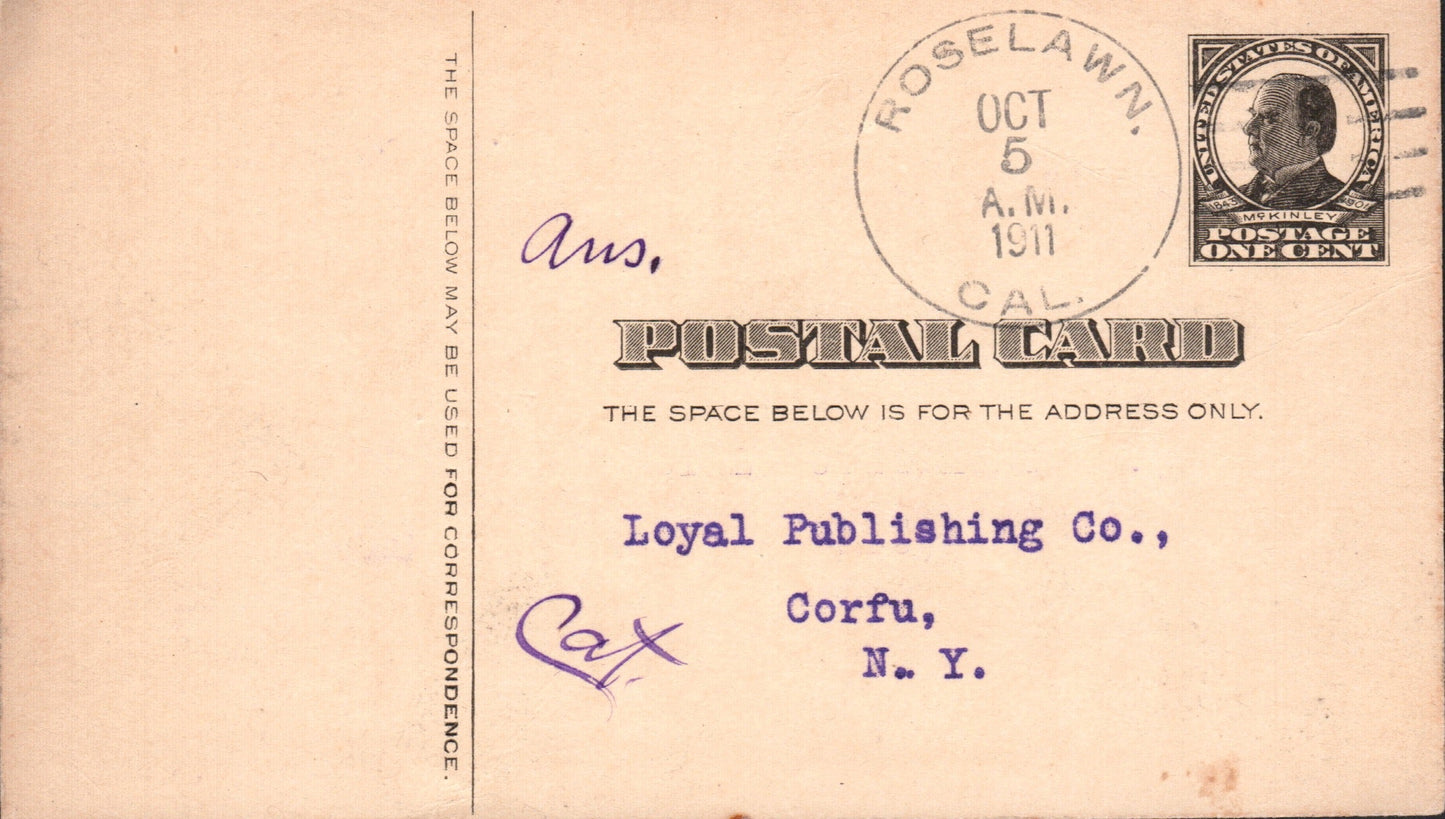 THE SPACE BELOW MAY BE USED FOR CORRESPONDENCE.
ROSELAWN.
OCT
5
A.M.
1911
CAL.
UNITED STATES OF AMERICA
1843 1901
McKINLEY
POSTAGE
ONE CENT
Ans.
POSTAL CARD
THE SPACE BELOW IS FOR THE ADDRESS ONLY.
Loyal Publishing Co.,
Corfu,
N. Y.
Cat.